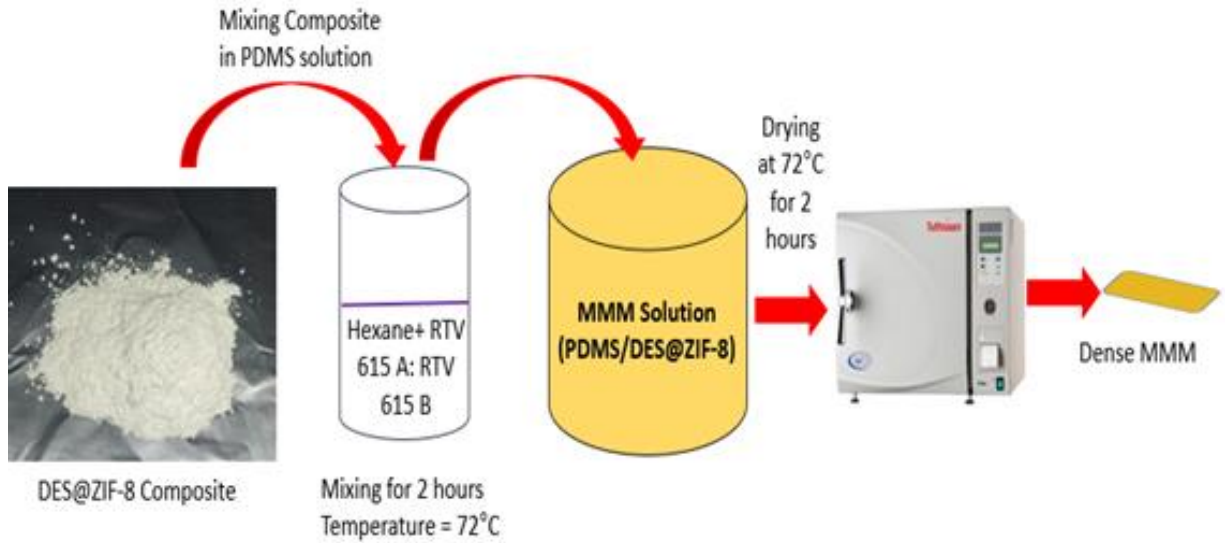 Mixing Composite
in PDMS solution
Hexane+ RTV
615 A: RTV
615 B
Mixing for 2 hours
Temperature = 72°C
DES@ZIF-8 Composite
MMM Solution
(PDMS/DES@ZIF-8)
Drying
at 72°C
for 2
hours
Dense MMM